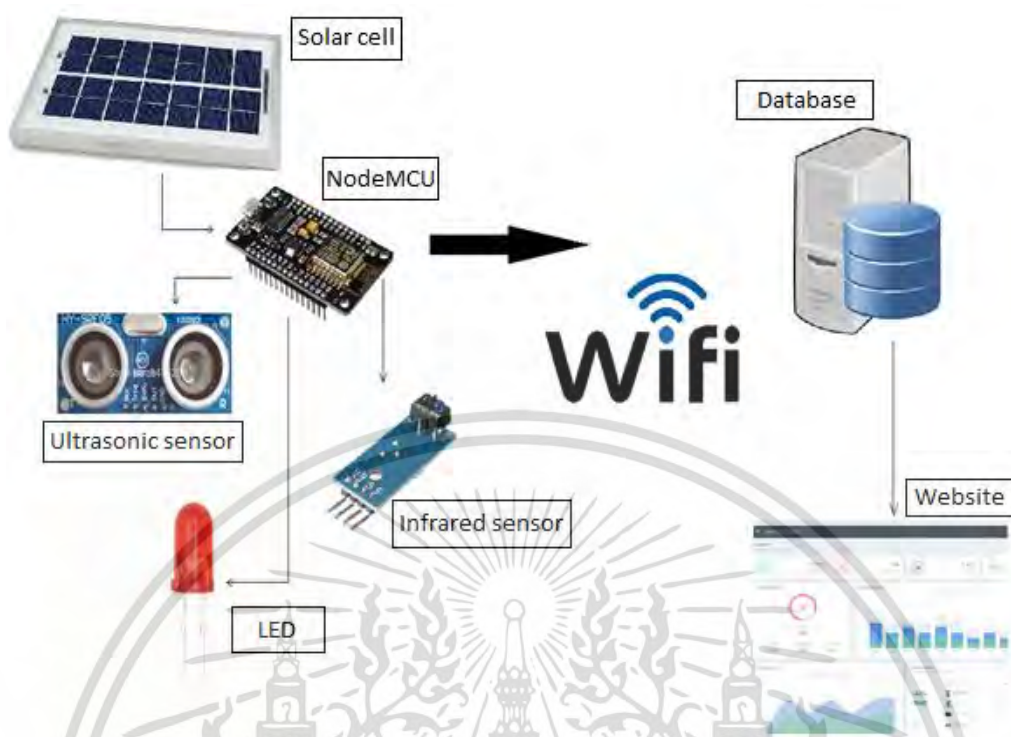 Solar cell
Database
NodeMCU
Wifi
Ultrasonic sensor
Website
Infrared sensor
LED